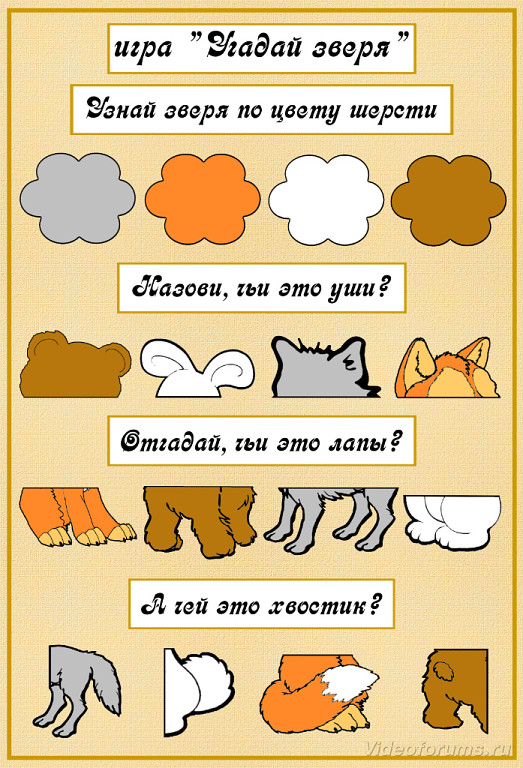 игра "Угадай зверя"
Узнай зверя по цвету шерсти
Назови, чьи это уши?
Отгадай, чьи это лапы?
А чей это хвостик?
Videoforums.ru